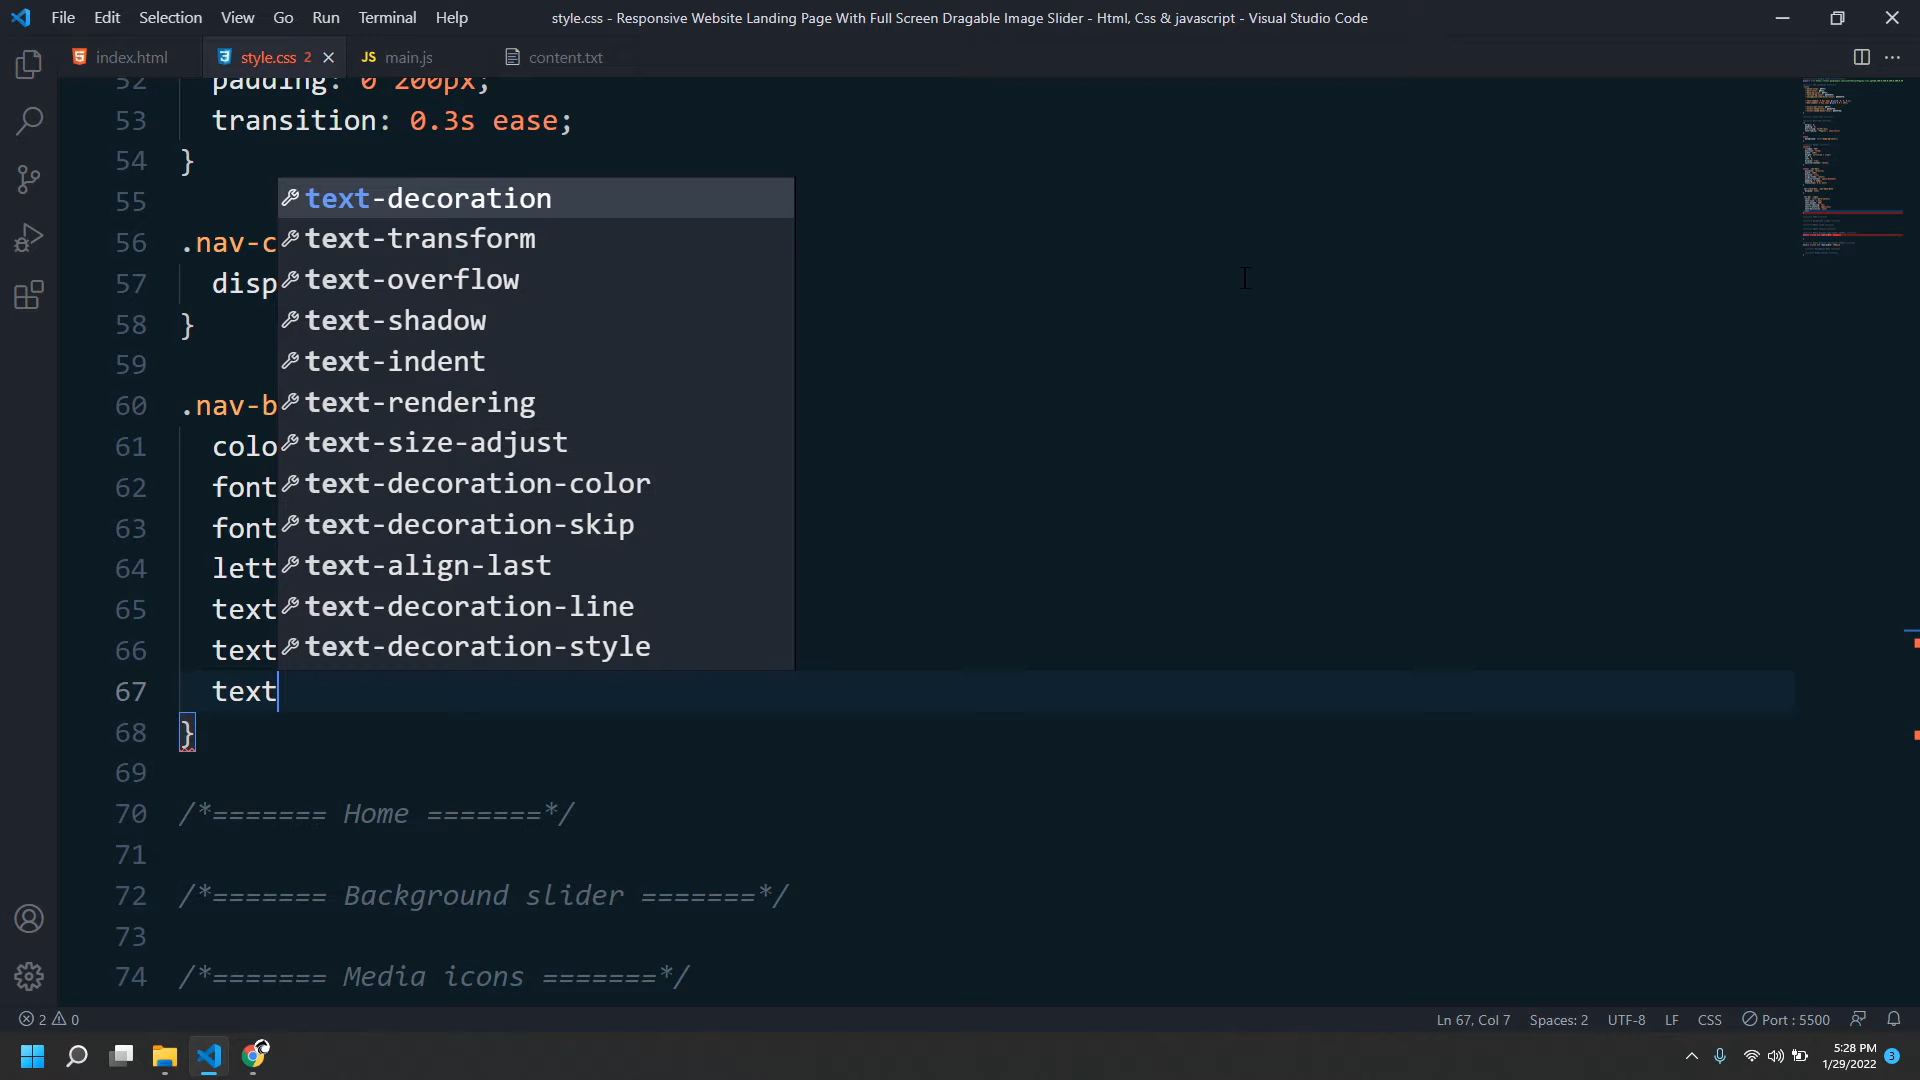 File Edit Selection View Go Run Terminal Help
style.css - Responsive Website Landing Page With Full Screen Dragable Image Slider - Html, Css & javascript - Visual Studio Code
index.html
style.css 2
JS main.js
content.txt
52 padding: 0 200px;
53 transition: 0.3s ease;
54 }
55
56 .nav-c
57 disp
58 }
59
60 .nav-b
61 colo
62 font
63 font
64 lett
65 text
66 text
67 text
68 }
69
70 /*======= Home =======*/
71
72 /*======= Background slider =======*/
73
74 /*======= Media icons =======*/
text-decoration
text-transform
text-overflow
text-shadow
text-indent
text-rendering
text-size-adjust
text-decoration-color
text-decoration-skip
text-align-last
text-decoration-line
text-decoration-style
2 0
Ln 67, Col 7 Spaces: 2 UTF-8 LF CSS Port : 5500
5:28 PM
1/29/2022
3